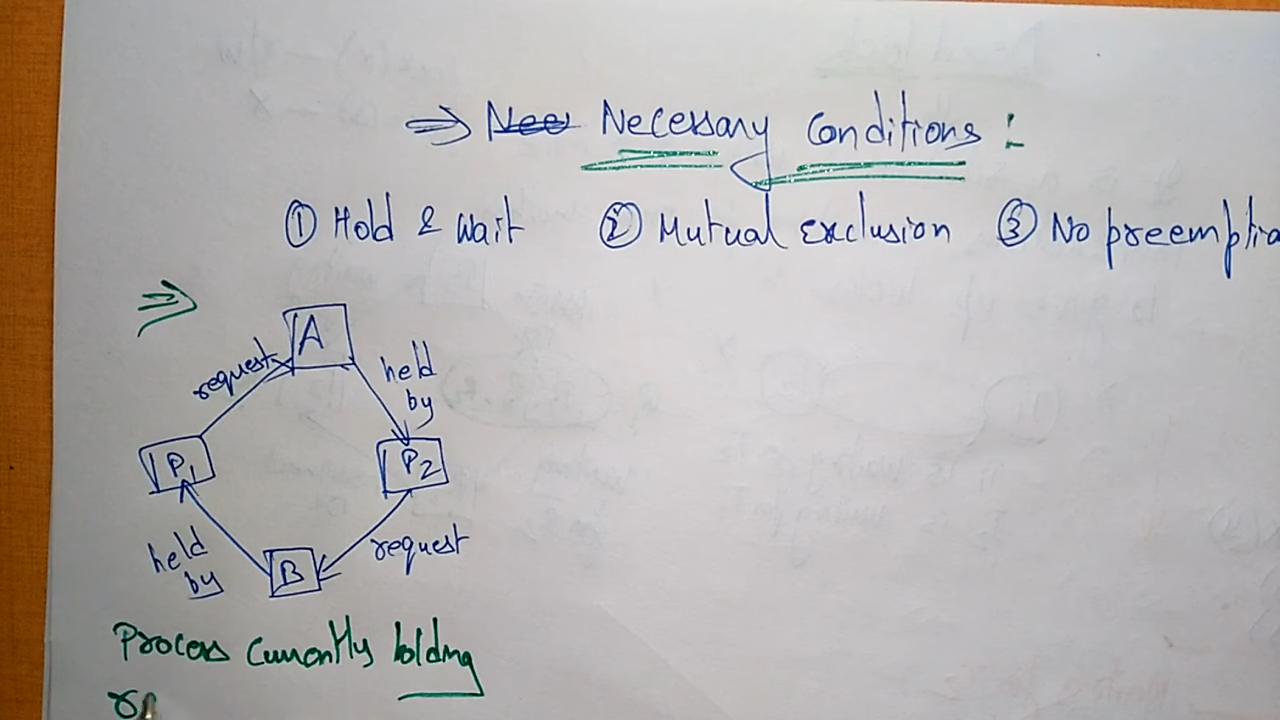 ⇒ Necessary Conditions :
① Hold & Wait ② Mutual exclusion ③ No preemptio
A
request
held
by
P1
P2
held
by
request
B
Process Currently holding